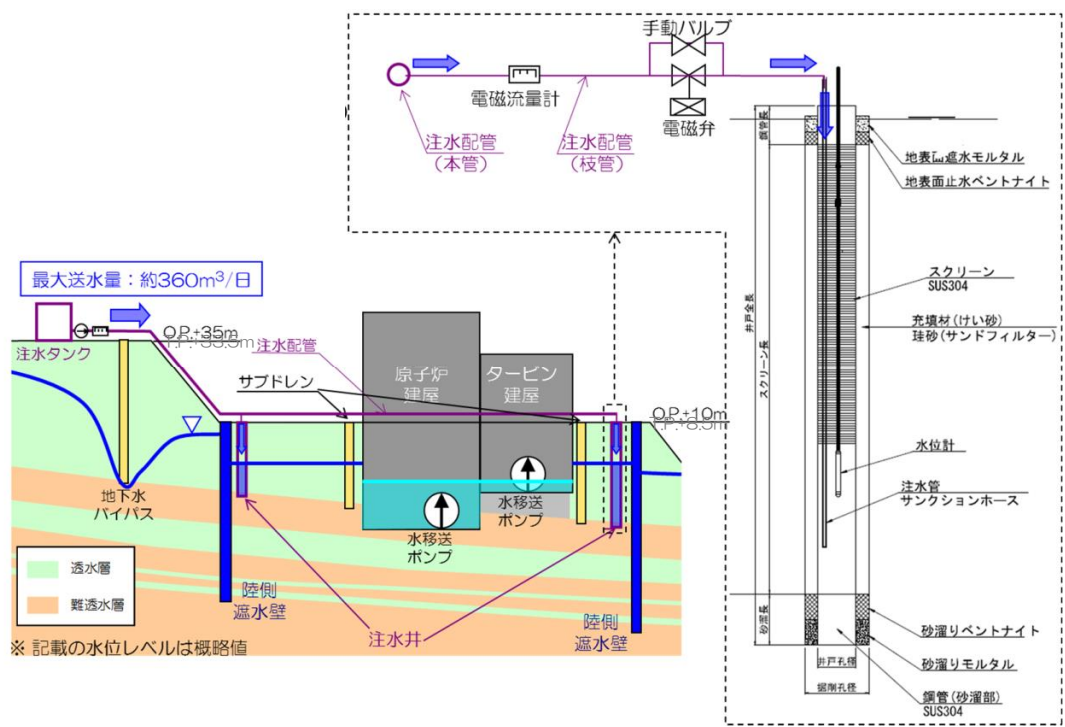 手動バルブ
電磁流量計
電磁弁
注水配管
(本管)
注水配管
(枝管)
鋼管長
地表面遮水モルタル
地表面止水ベントナイト
井戸全長
スクリーン長
スクリーン
SUS304
充填材(けい砂)
珪砂(サンドフィルター)
水位計
注水管
サンクションホース
砂溜り長
砂溜りベントナイト
砂溜りモルタル
井戸孔径
掘削孔径
鋼管(砂溜部)
SUS304
最大送水量:約360m³/日
注水タンク
O.P.+35m
T.P.+33.5m
注水配管
サブドレン
原子炉
建屋
タービン
建屋
O.P.+10m
T.P.+8.5m
地下水
バイパス
水移送
ポンプ
水移送
ポンプ
透水層
難透水層
陸側
遮水壁
注水井
陸側
遮水壁
※ 記載の水位レベルは概略値